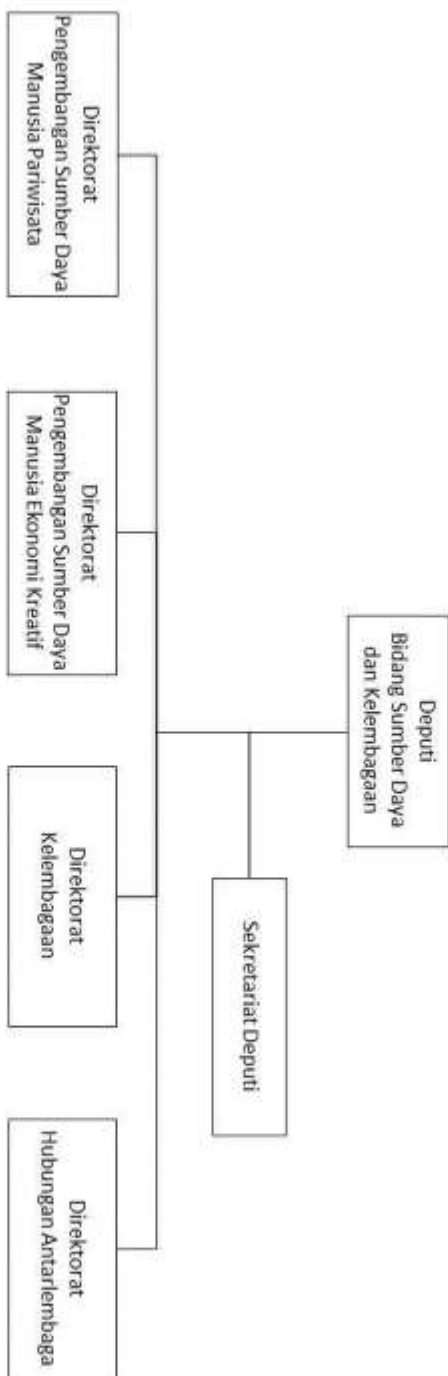 Deputi
Bidang Sumber Daya
dan Kelembagaan
Sekretariat Deputi
Direktorat
Pengembangan Sumber Daya
Manusia Pariwisata
Direktorat
Pengembangan Sumber Daya
Manusia Ekonomi Kreatif
Direktorat
Kelembagaan
Direktorat
Hubungan Antarlembaga